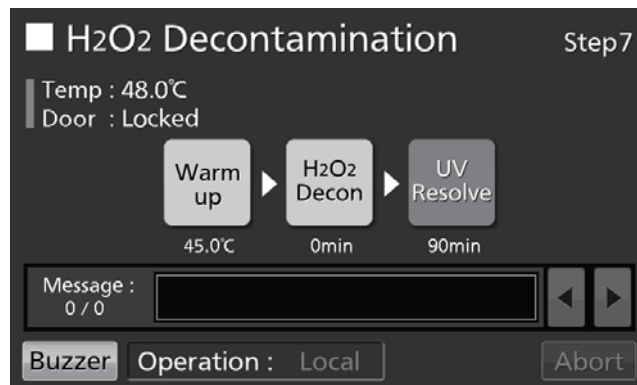 H2O2 Decontamination Step7
Temp : 48.0℃
Door : Locked
Warm up
H2O2 Decon
UV Resolve
45.0℃ 0min 90min
Message :
0 / 0
Buzzer Operation : Local Abort